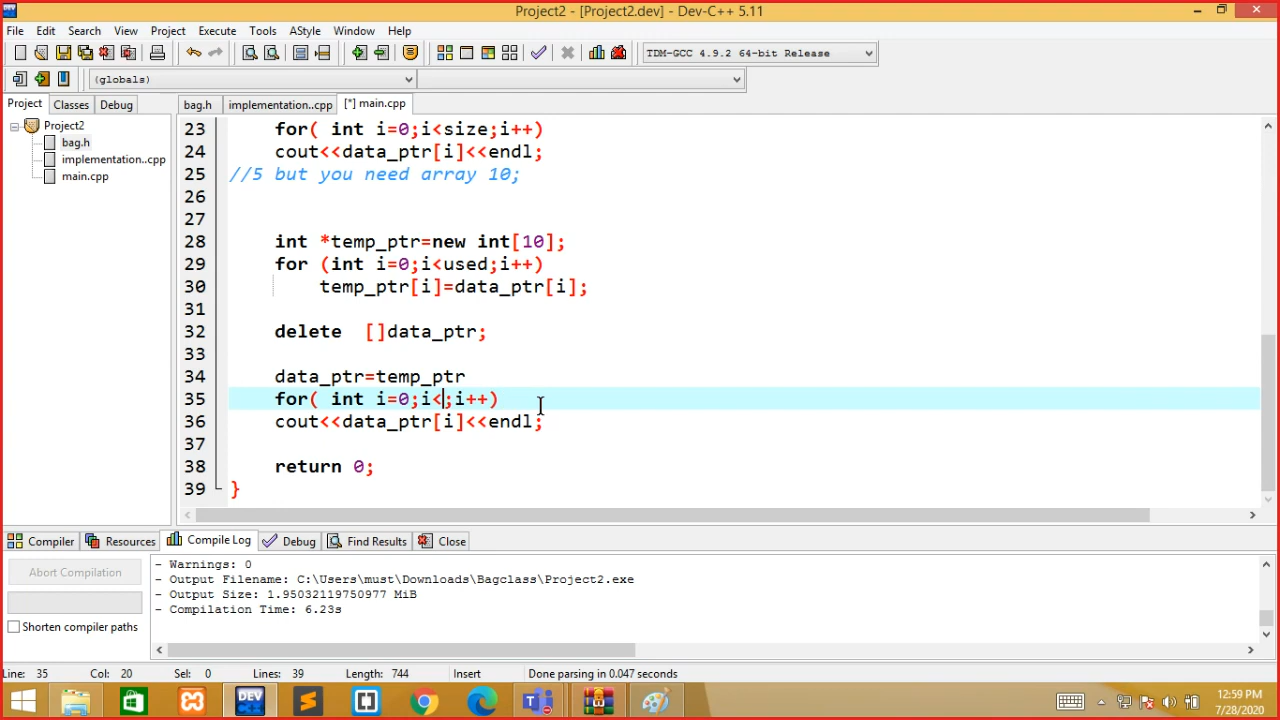 Project2 - [Project2.dev] - Dev-C++ 5.11
File Edit Search View Project Execute Tools AStyle Window Help
TDM-GCC 4.9.2 64-bit Release
(globals)
Project Classes Debug
bag.h implementation..cpp [*] main.cpp
Project2
bag.h
implementation..cpp
main.cpp
23 for( int i=0;i<size;i++)
24 cout<<data_ptr[i]<<endl;
25 //5 but you need array 10;
26
27
28 int *temp_ptr=new int[10];
29 for (int i=0;i<used;i++)
30 temp_ptr[i]=data_ptr[i];
31
32 delete []data_ptr;
33
34 data_ptr=temp_ptr
35 for( int i=0;i<;i++)
36 cout<<data_ptr[i]<<endl;
37
38 return 0;
39 }
Compiler Resources Compile Log Debug Find Results Close
Abort Compilation
Shorten compiler paths
- Warnings: 0
- Output Filename: C:\Users\must\Downloads\Bagclass\Project2.exe
- Output Size: 1.95032119750977 MiB
- Compilation Time: 6.23s
Line: 35 Col: 20 Sel: 0 Lines: 39 Length: 744 Insert Done parsing in 0.047 seconds
DEV
12:59 PM
7/28/2020